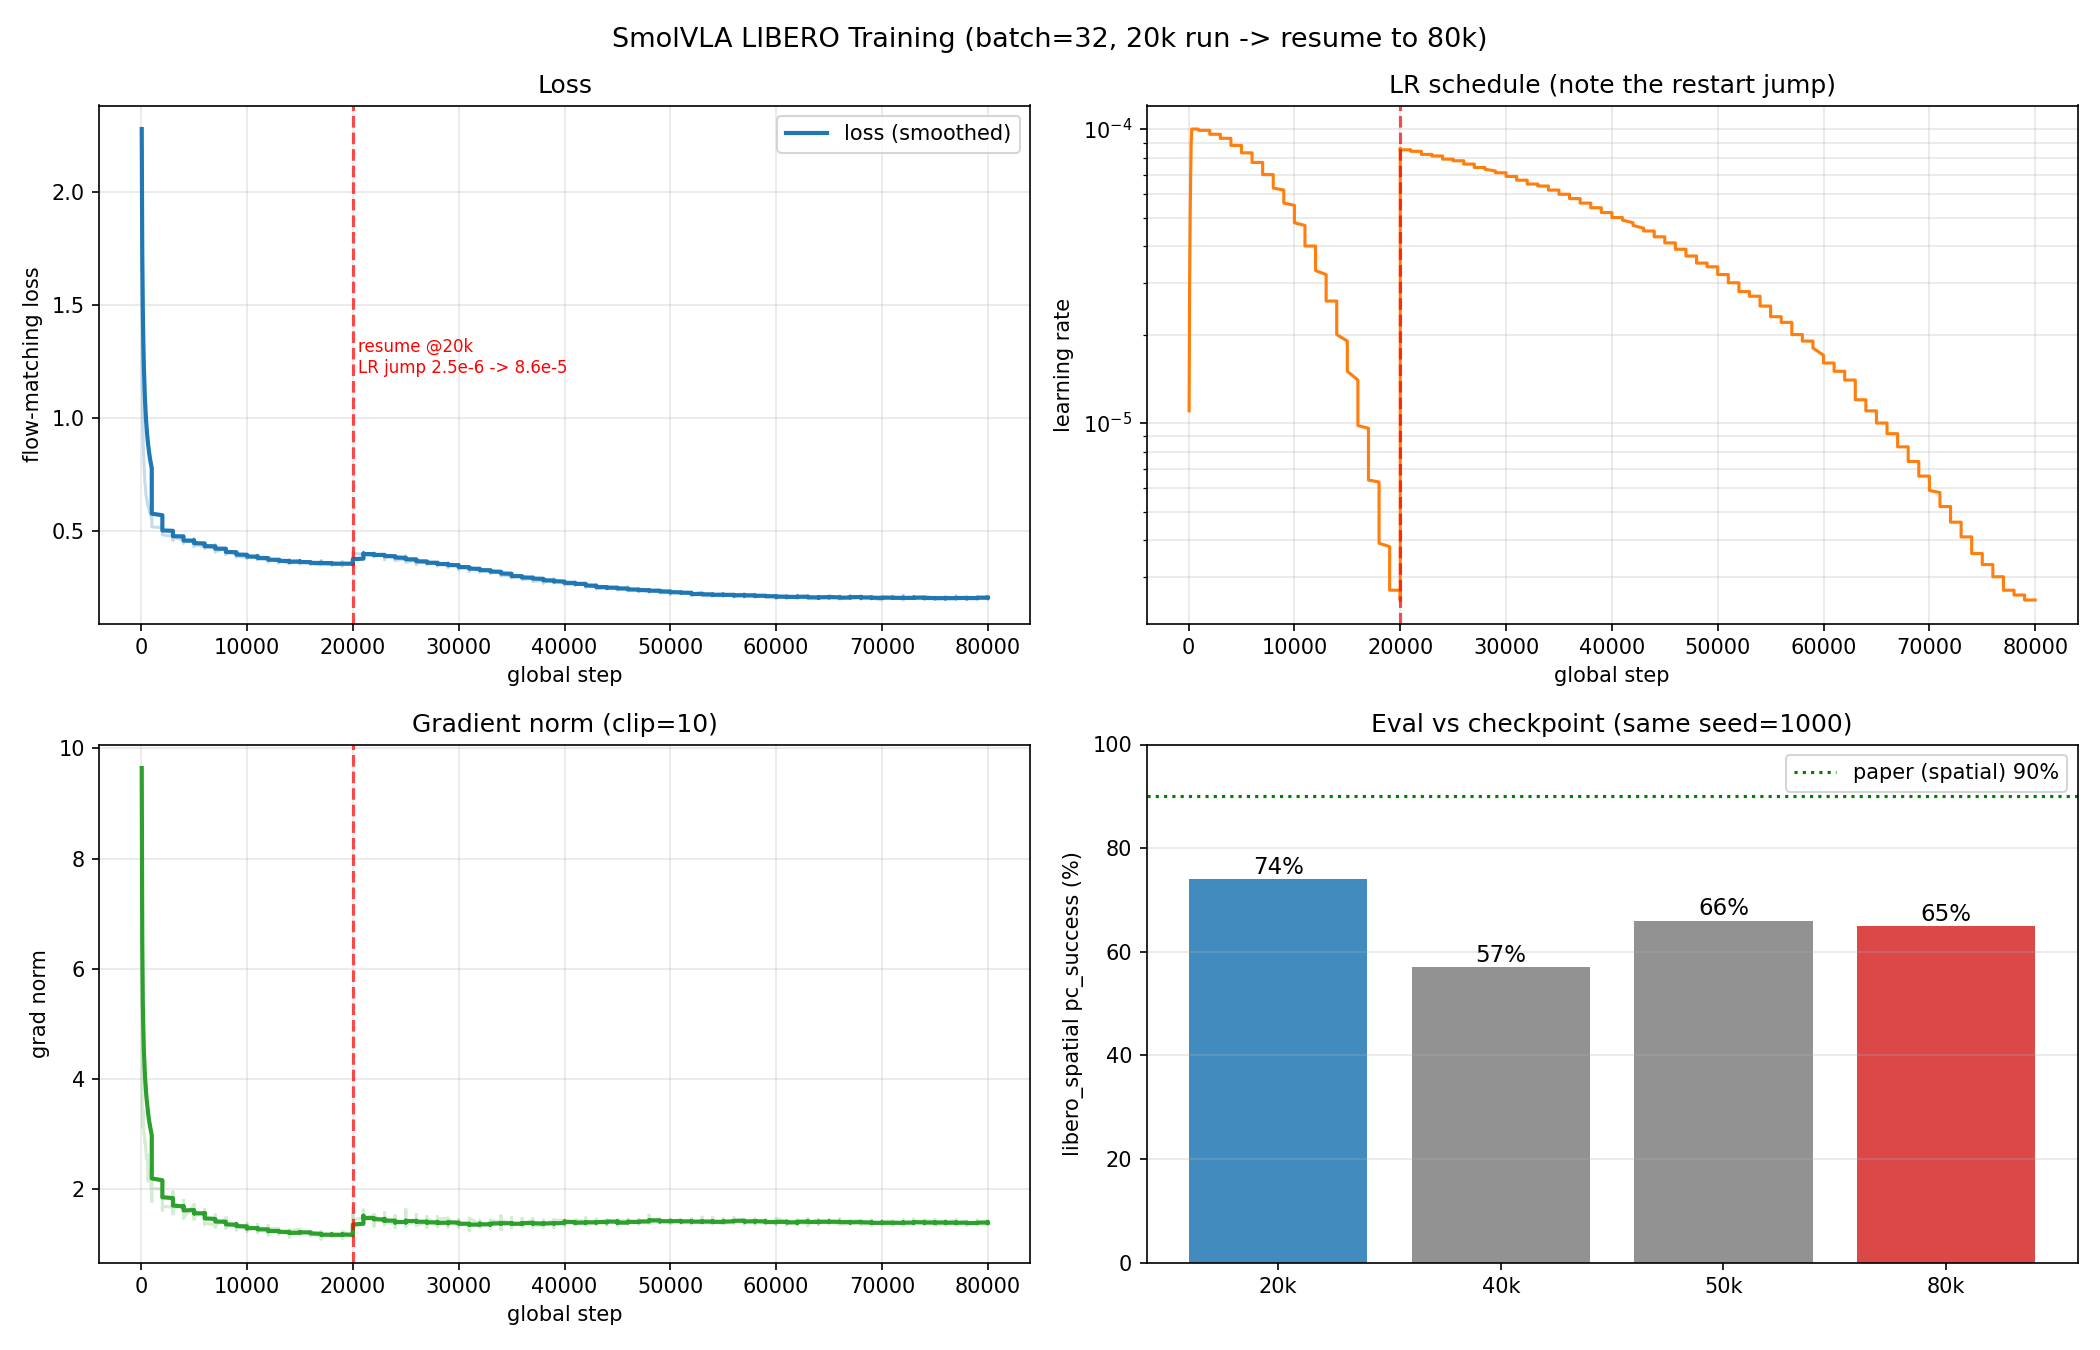 SmolVLA LIBERO Training (batch=32, 20k run -> resume to 80k)
Loss
flow-matching loss
2.0
1.5
1.0
0.5
loss (smoothed)
resume @20k
LR jump 2.5e-6 -> 8.6e-5
0 10000 20000 30000 40000 50000 60000 70000 80000
global step
LR schedule (note the restart jump)
learning rate
10⁻⁴
10⁻⁵
0 10000 20000 30000 40000 50000 60000 70000 80000
global step
Gradient norm (clip=10)
grad norm
10
8
6
4
2
0 10000 20000 30000 40000 50000 60000 70000 80000
global step
Eval vs checkpoint (same seed=1000)
libero_spatial pc_success (%)
100
80
60
40
20
0
paper (spatial) 90%
74%
57%
66%
65%
20k 40k 50k 80k